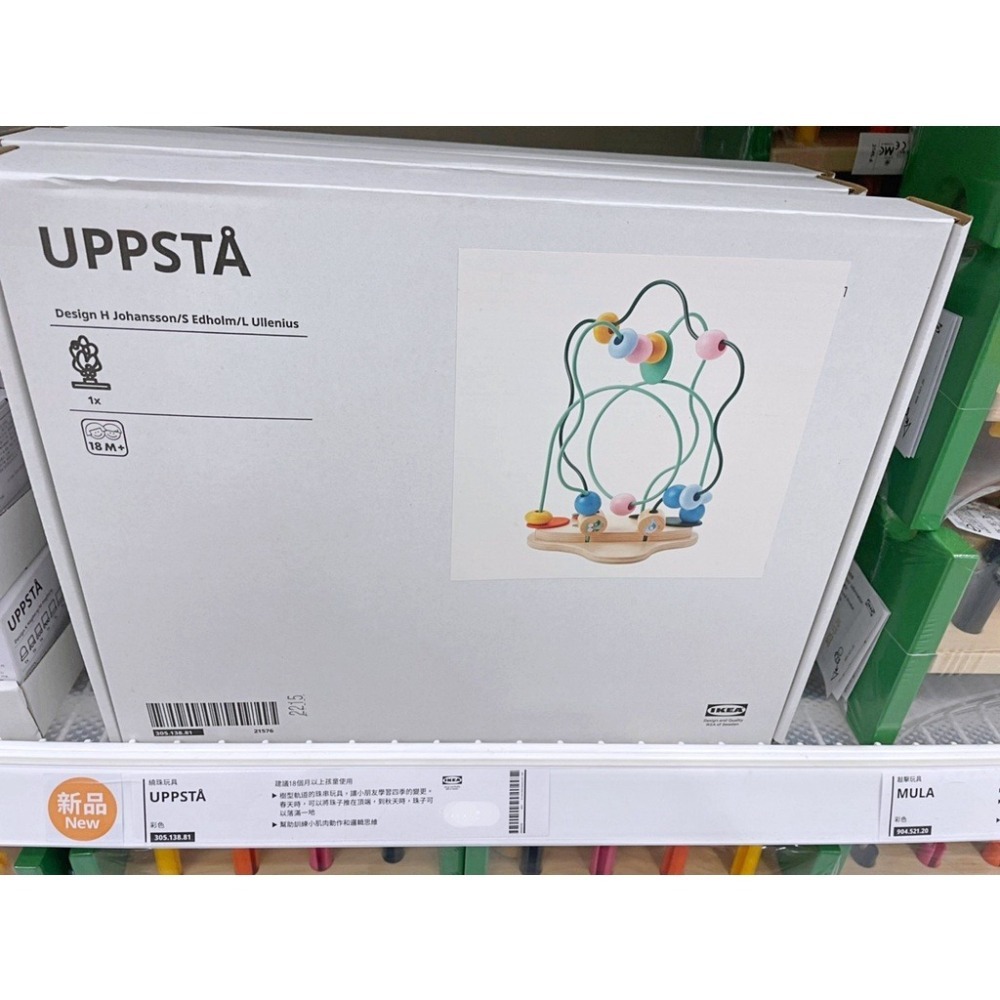 UPPSTÅ
Design H Johansson/S Edholm/L Ullenius
1x
18 M+
305.138.81
21576
2215
IKEA
Design and Quality
IKEA of Sweden
UPPSTÅ
新品
New
繞珠玩具
UPPSTÅ
彩色
305.138.81
建議18個月以上孩童使用
▶ 樹型軌道的珠串玩具，讓小朋友學習四季的變更。
春天時，可以將珠子推在頂端，到秋天時，珠子可
以落滿一地
▶ 幫助訓練小肌肉動作和邏輯思維
IKEA
敲擊玩具
MULA
彩色
904.521.20